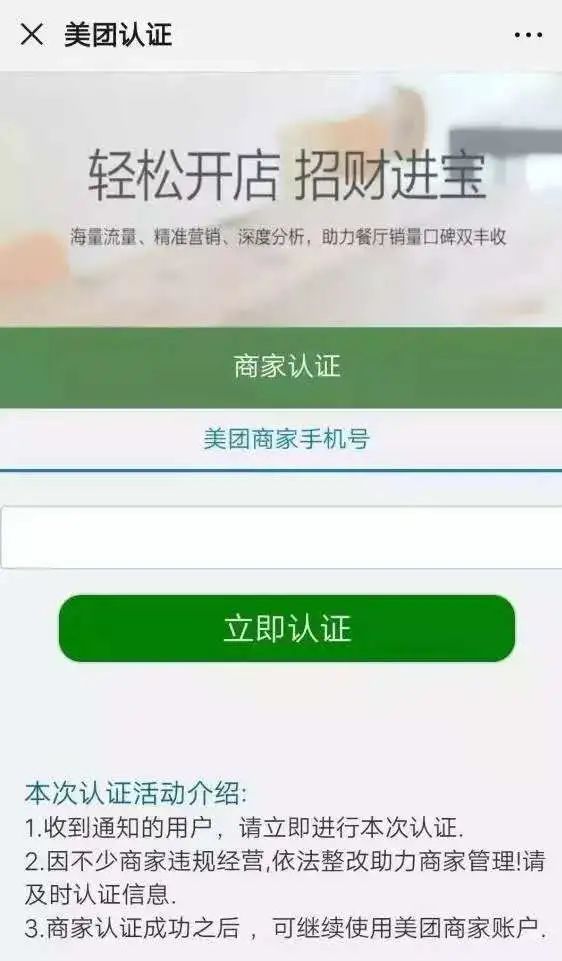 美团认证
轻松开店 招财进宝
海量流量、精准营销、深度分析，助力餐厅销量口碑双丰收
商家认证
美团商家手机号
立即认证
本次认证活动介绍:
1.收到通知的用户，请立即进行本次认证.
2.因不少商家违规经营,依法整改助力商家管理!请
及时认证信息.
3.商家认证成功之后 ，可继续使用美团商家账户.